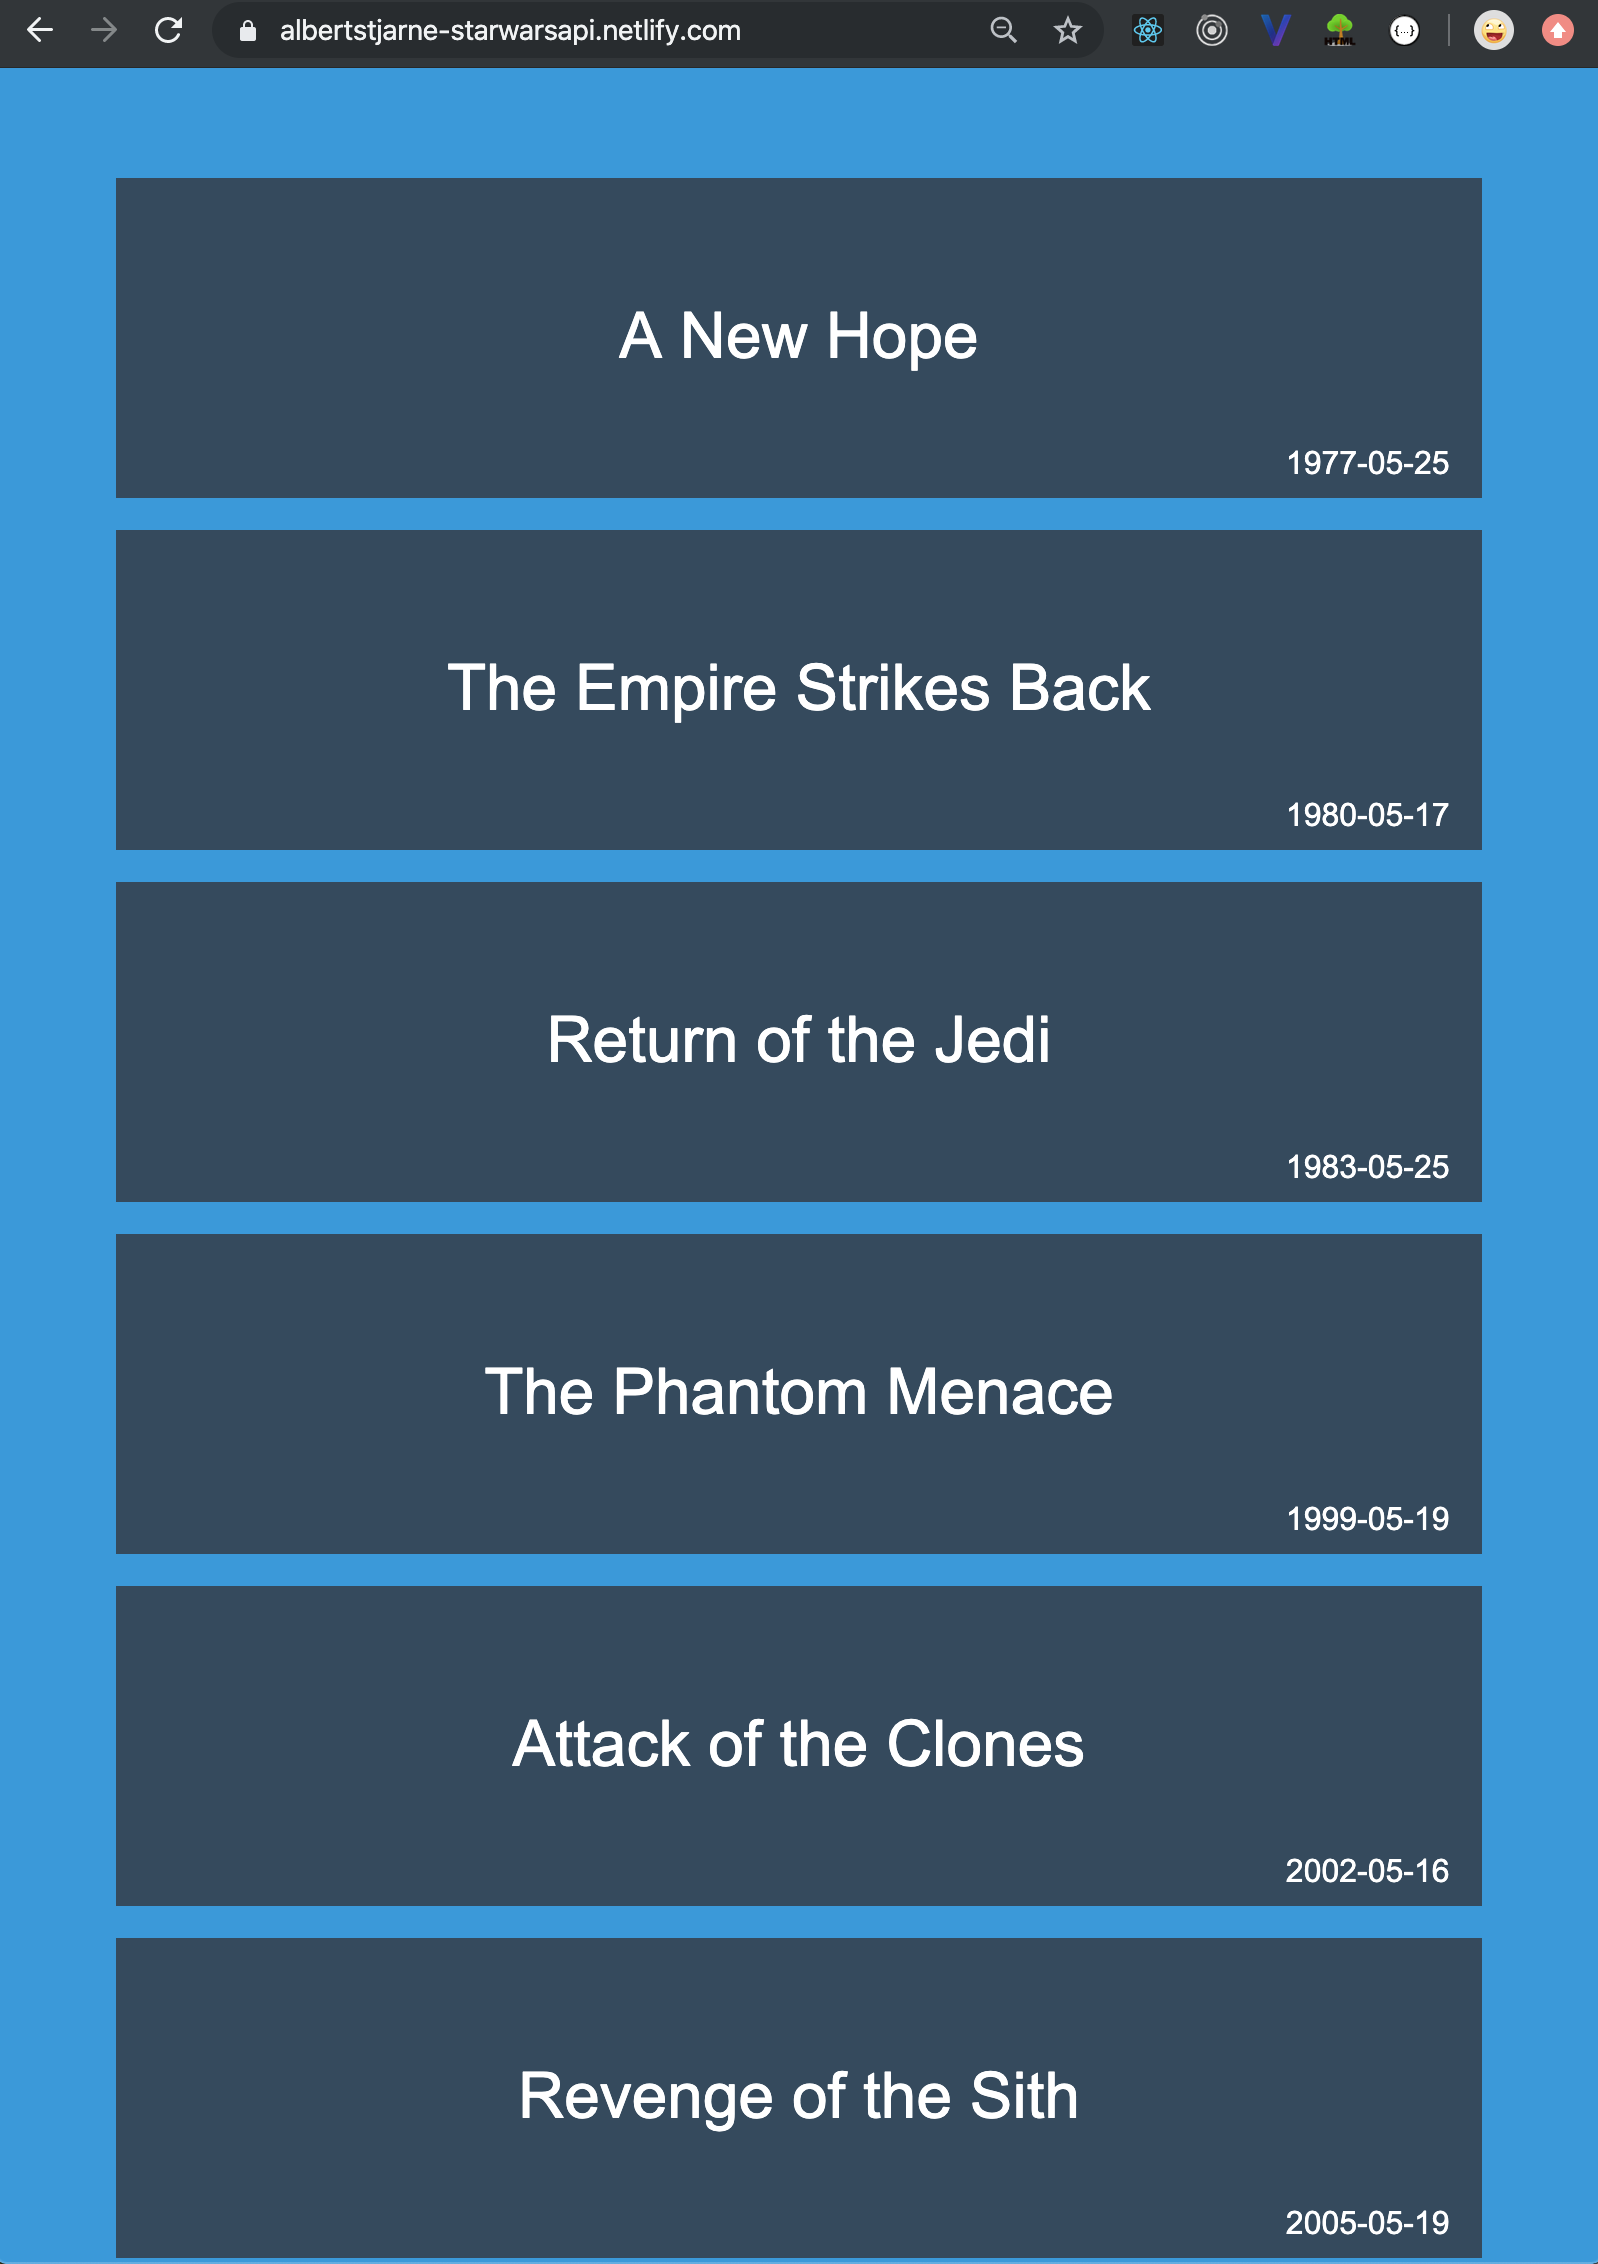 albertstjarne-starwarsapi.netlify.com
HTML
{...}
A New Hope
1977-05-25
The Empire Strikes Back
1980-05-17
Return of the Jedi
1983-05-25
The Phantom Menace
1999-05-19
Attack of the Clones
2002-05-16
Revenge of the Sith
2005-05-19